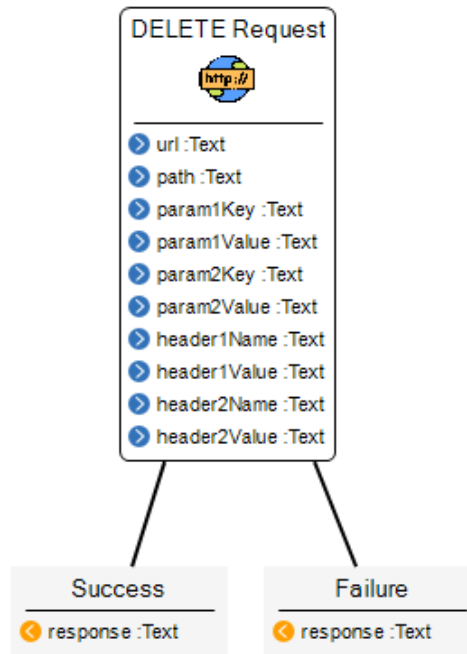 DELETE Request
http://
url :Text
path :Text
param1Key :Text
param1Value :Text
param2Key :Text
param2Value :Text
header1Name :Text
header1Value :Text
header2Name :Text
header2Value :Text
Success
response :Text
Failure
response :Text